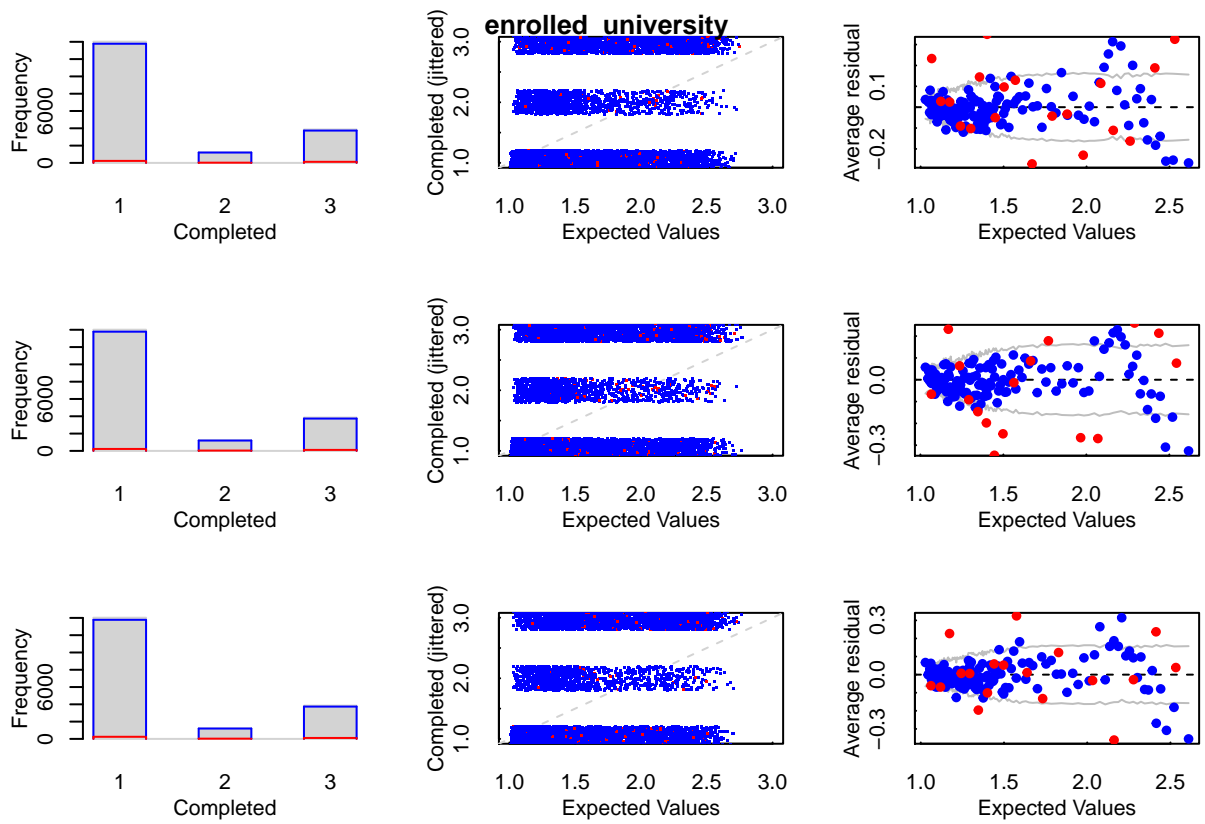 enrolled_university
Frequency
0 6000
1 2 3
Completed
Completed (jittered)
1.0 2.0 3.0
1.0 1.5 2.0 2.5 3.0
Expected Values
Average residual
−0.2 0.1
1.0 1.5 2.0 2.5
Expected Values
Frequency
0 6000
1 2 3
Completed
Completed (jittered)
1.0 2.0 3.0
1.0 1.5 2.0 2.5 3.0
Expected Values
Average residual
−0.3 0.0
1.0 1.5 2.0 2.5
Expected Values
Frequency
0 6000
1 2 3
Completed
Completed (jittered)
1.0 2.0 3.0
1.0 1.5 2.0 2.5 3.0
Expected Values
Average residual
−0.3 0.0 0.3
1.0 1.5 2.0 2.5
Expected Values